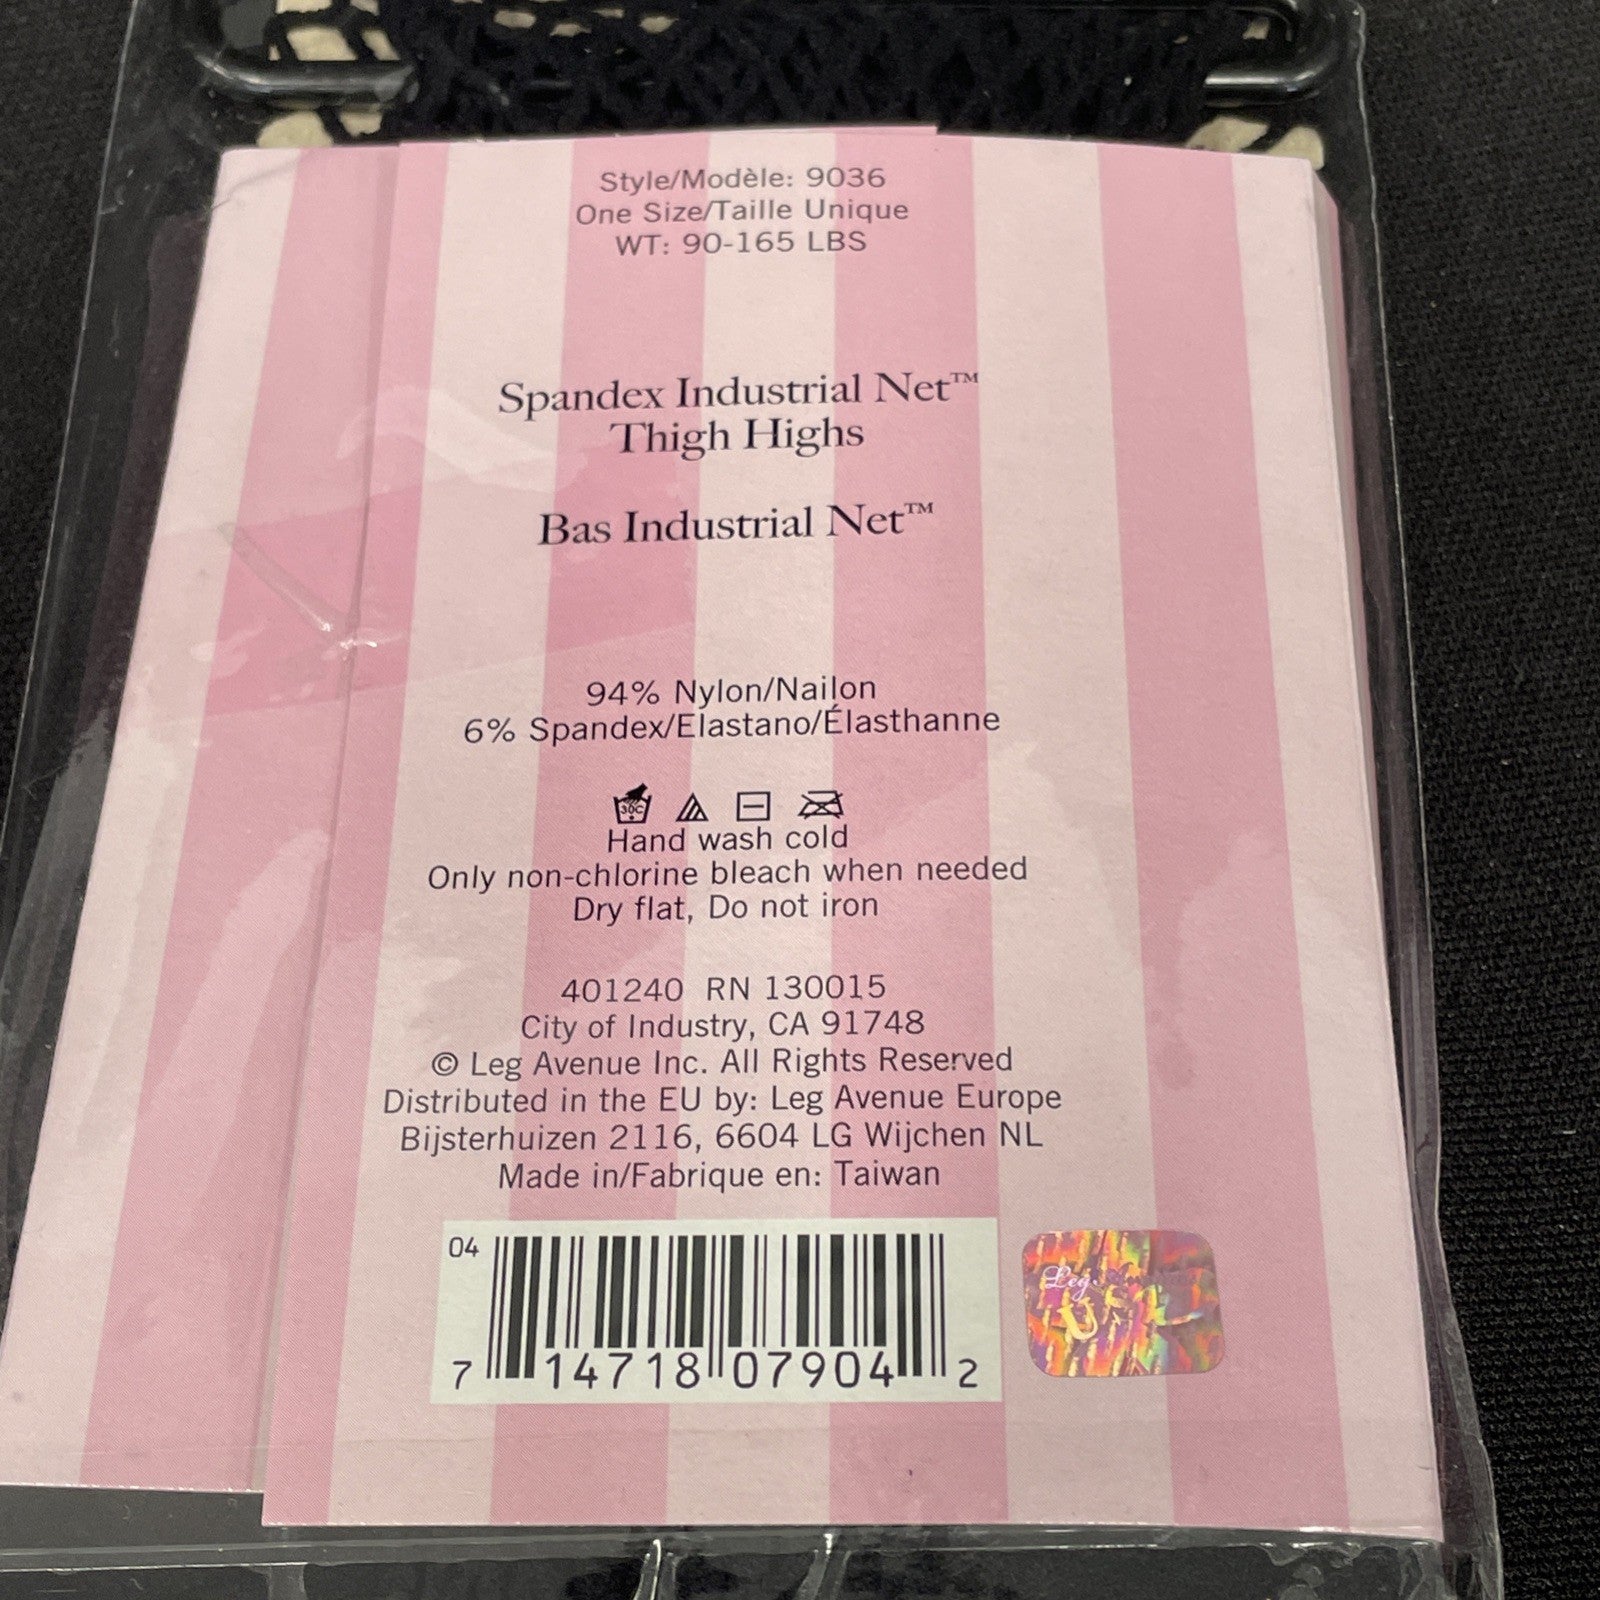 Style/Modèle: 9036
One Size/Taille Unique
WT: 90-165 LBS
Spandex Industrial Net™
Thigh Highs
Bas Industrial Net™
94% Nylon/Nailon
6% Spandex/Elastano/Élasthanne
30C
Hand wash cold
Only non-chlorine bleach when needed
Dry flat, Do not iron
401240 RN 130015
City of Industry, CA 91748
© Leg Avenue Inc. All Rights Reserved
Distributed in the EU by: Leg Avenue Europe
Bijsterhuizen 2116, 6604 LG Wijchen NL
Made in/Fabrique en: Taiwan
04
7 14718 07904 2
Leg